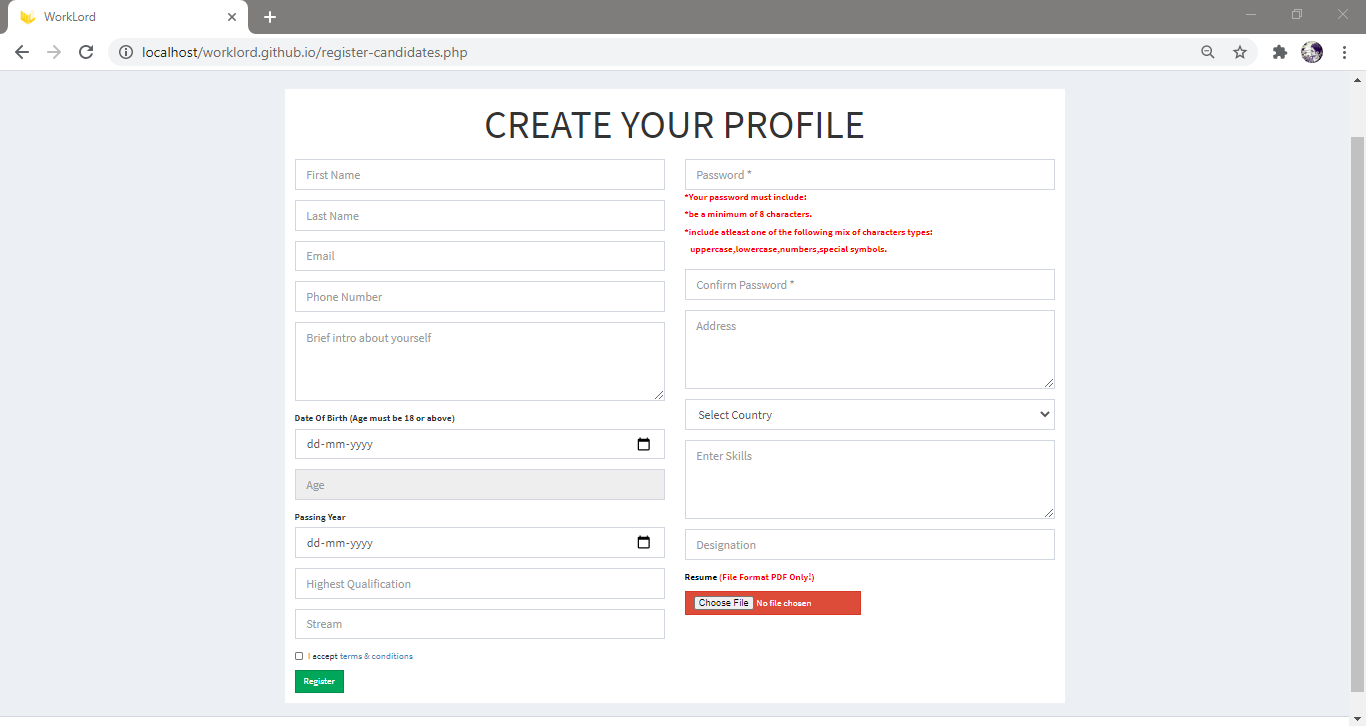 WorkLord
localhost/worklord.github.io/register-candidates.php
CREATE YOUR PROFILE
First Name
Last Name
Email
Phone Number
Brief intro about yourself
Date Of Birth (Age must be 18 or above)
dd-mm-yyyy
Age
Passing Year
dd-mm-yyyy
Highest Qualification
Stream
I accept terms & conditions
Register
Password *
*Your password must include:
*be a minimum of 8 characters.
*include atleast one of the following mix of characters types:
uppercase,lowercase,numbers,special symbols.
Confirm Password *
Address
Select Country
Enter Skills
Designation
Resume (File Format PDF Only!)
Choose File No file chosen